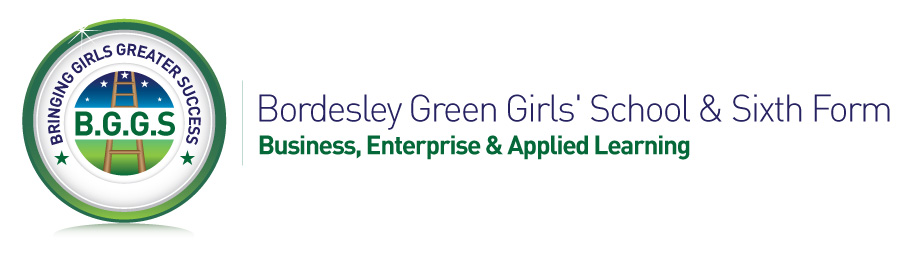 BRINGING GIRLS GREATER SUCCESS
B.G.G.S
Bordesley Green Girls' School & Sixth Form
Business, Enterprise & Applied Learning